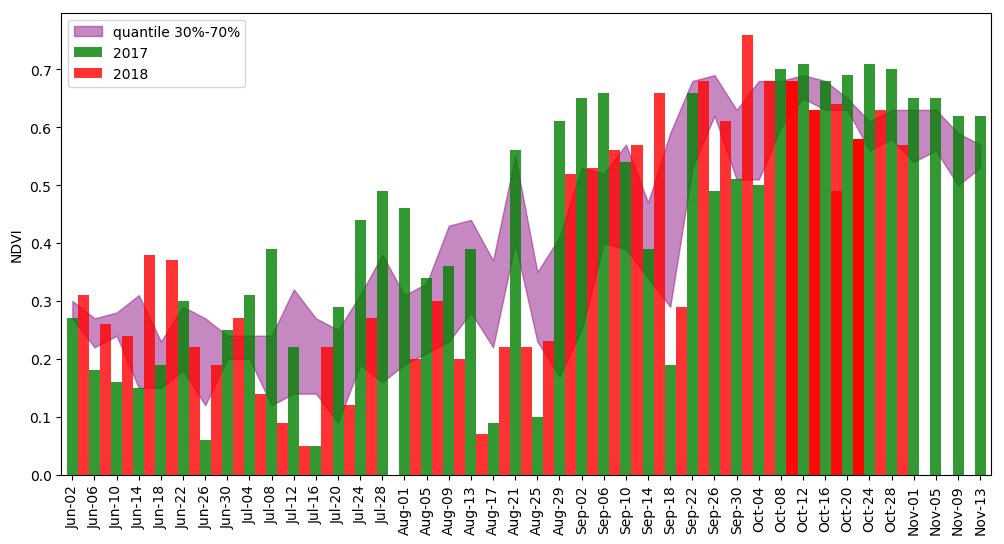 quantile 30%-70%
2017
2018
NDVI
0.7
0.6
0.5
0.4
0.3
0.2
0.1
0.0
Jun-02
Jun-06
Jun-10
Jun-14
Jun-18
Jun-22
Jun-26
Jun-30
Jul-04
Jul-08
Jul-12
Jul-16
Jul-20
Jul-24
Jul-28
Aug-01
Aug-05
Aug-09
Aug-13
Aug-17
Aug-21
Aug-25
Aug-29
Sep-02
Sep-06
Sep-10
Sep-14
Sep-18
Sep-22
Sep-26
Sep-30
Oct-04
Oct-08
Oct-12
Oct-16
Oct-20
Oct-24
Oct-28
Nov-01
Nov-05
Nov-09
Nov-13